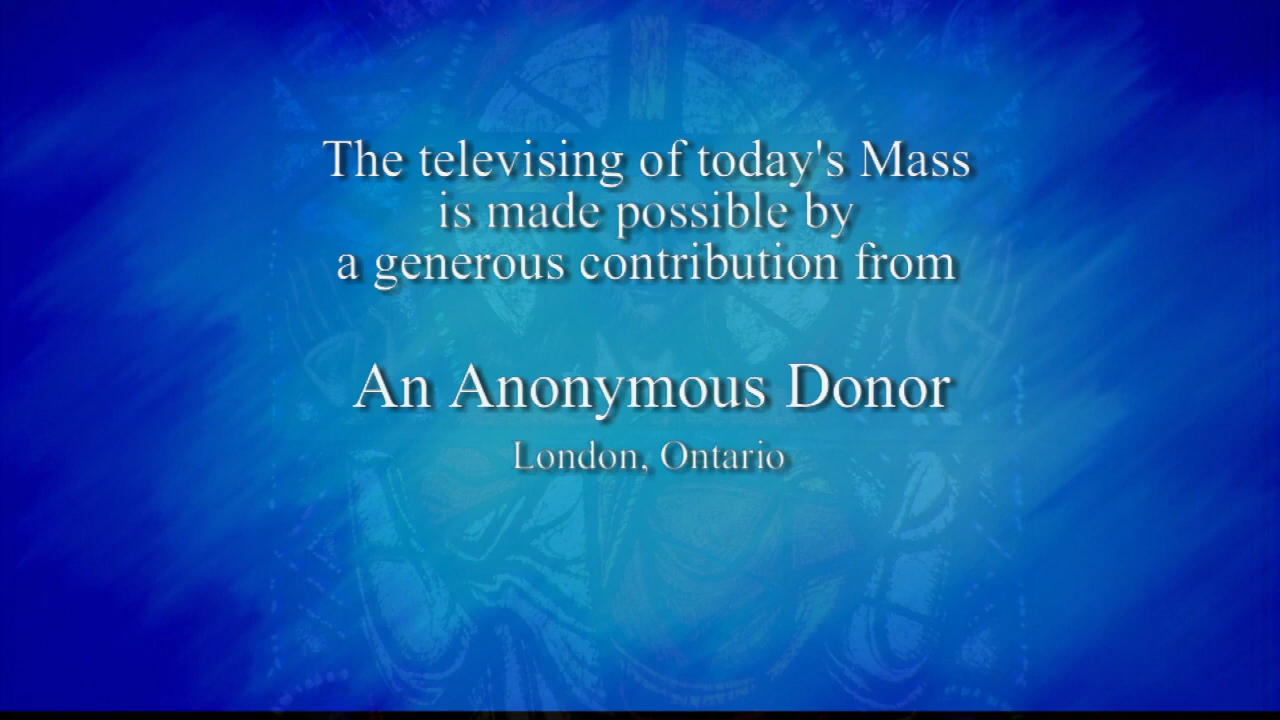 The televising of today's Mass
is made possible by
a generous contribution from
An Anonymous Donor
London, Ontario